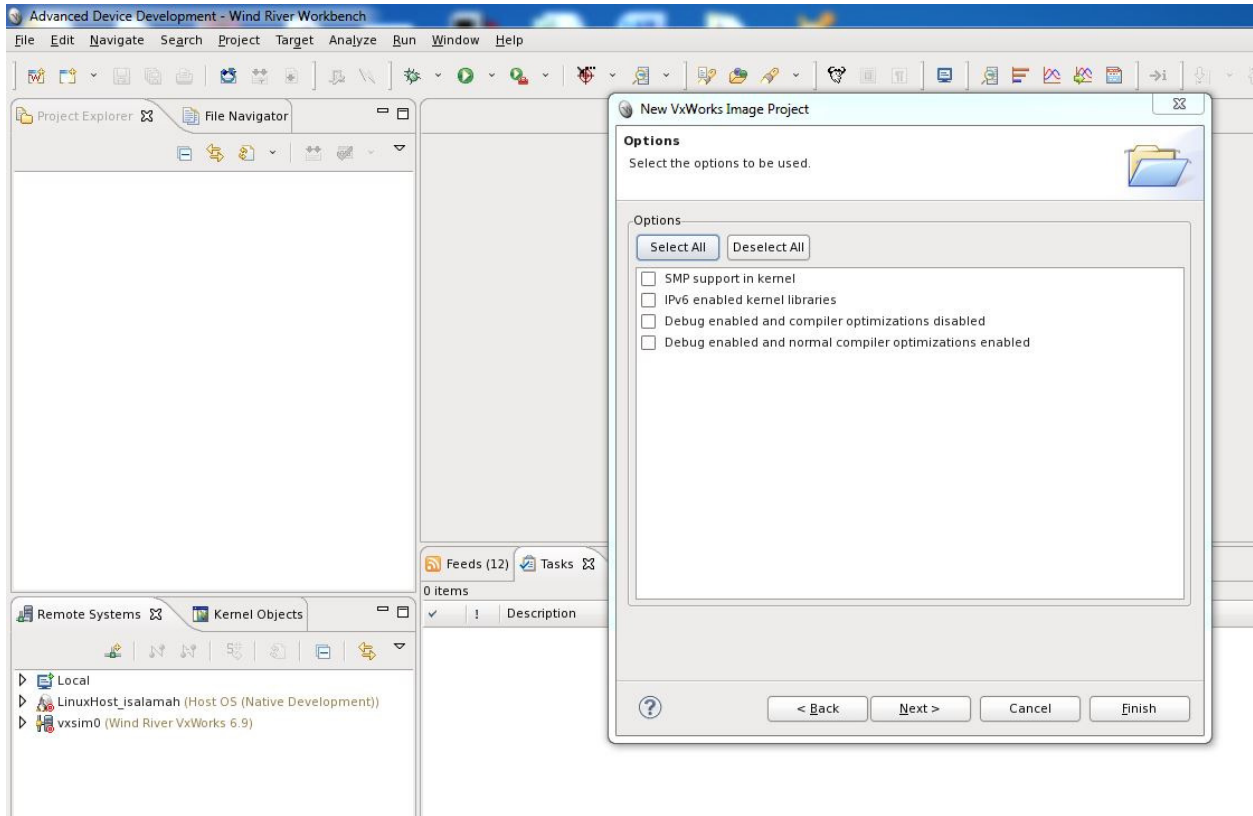 Advanced Device Development - Wind River Workbench
File Edit Navigate Search Project Target Analyze Run Window Help
Project Explorer File Navigator
New VxWorks Image Project
Options
Select the options to be used.
Options
Select All Deselect All
SMP support in kernel
IPv6 enabled kernel libraries
Debug enabled and compiler optimizations disabled
Debug enabled and normal compiler optimizations enabled
< Back Next > Cancel Finish
Feeds (12) Tasks
0 items
! Description
Remote Systems Kernel Objects
Local
LinuxHost_isalamah (Host OS (Native Development))
vxsim0 (Wind River VxWorks 6.9)